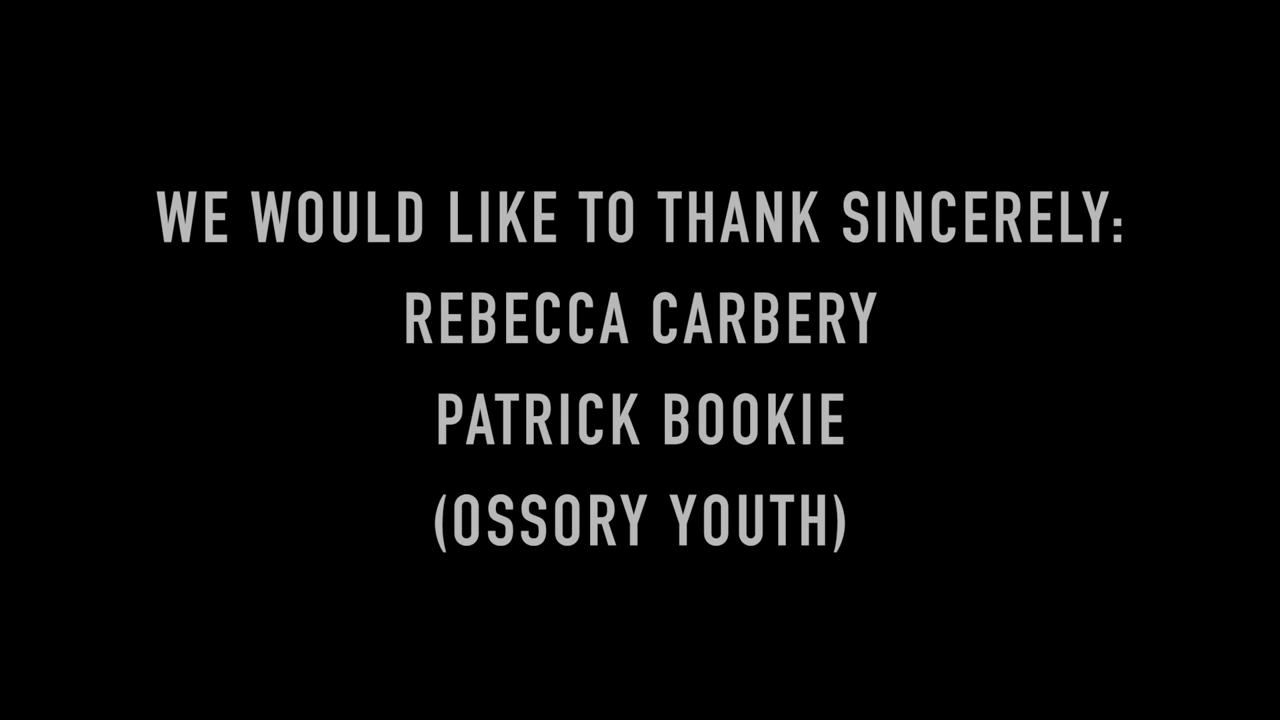 WE WOULD LIKE TO THANK SINCERELY:
REBECCA CARBERY
PATRICK BOOKIE
(OSSORY YOUTH)